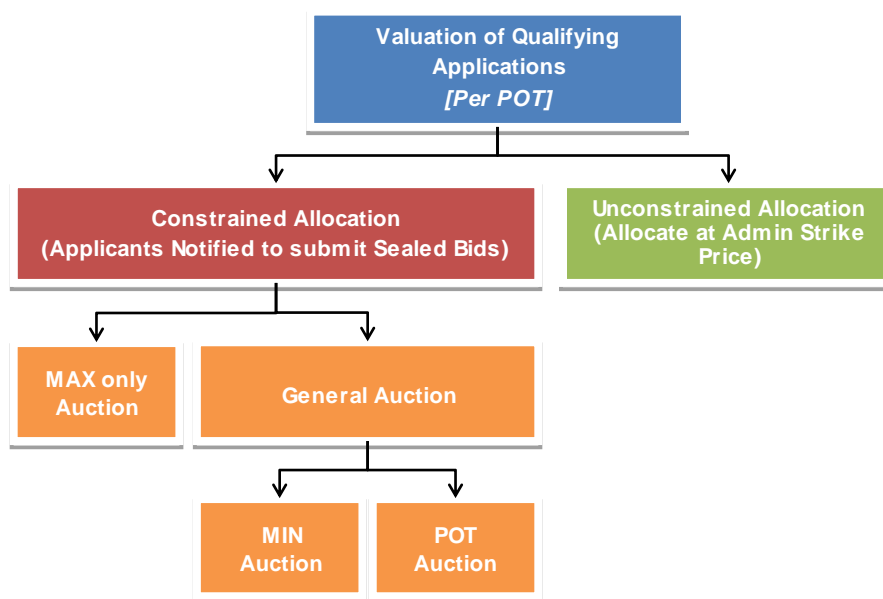 Valuation of Qualifying
Applications
[Per POT]
Constrained Allocation
(Applicants Notified to submit Sealed Bids)
Unconstrained Allocation
(Allocate at Admin Strike
Price)
MAX only
Auction
General Auction
MIN
Auction
POT
Auction